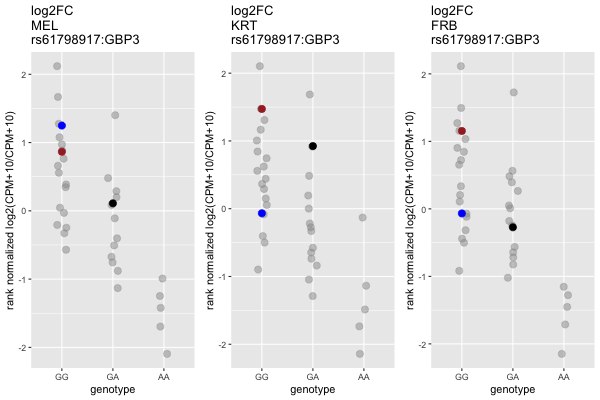 log2FC
MEL
rs61798917:GBP3
rank normalized log2(CPM+10/CPM+10)
2
1
0
-1
-2
GG
GA
AA
genotype
log2FC
KRT
rs61798917:GBP3
rank normalized log2(CPM+10/CPM+10)
2
1
0
-1
-2
GG
GA
AA
genotype
log2FC
FRB
rs61798917:GBP3
rank normalized log2(CPM+10/CPM+10)
2
1
0
-1
-2
GG
GA
AA
genotype